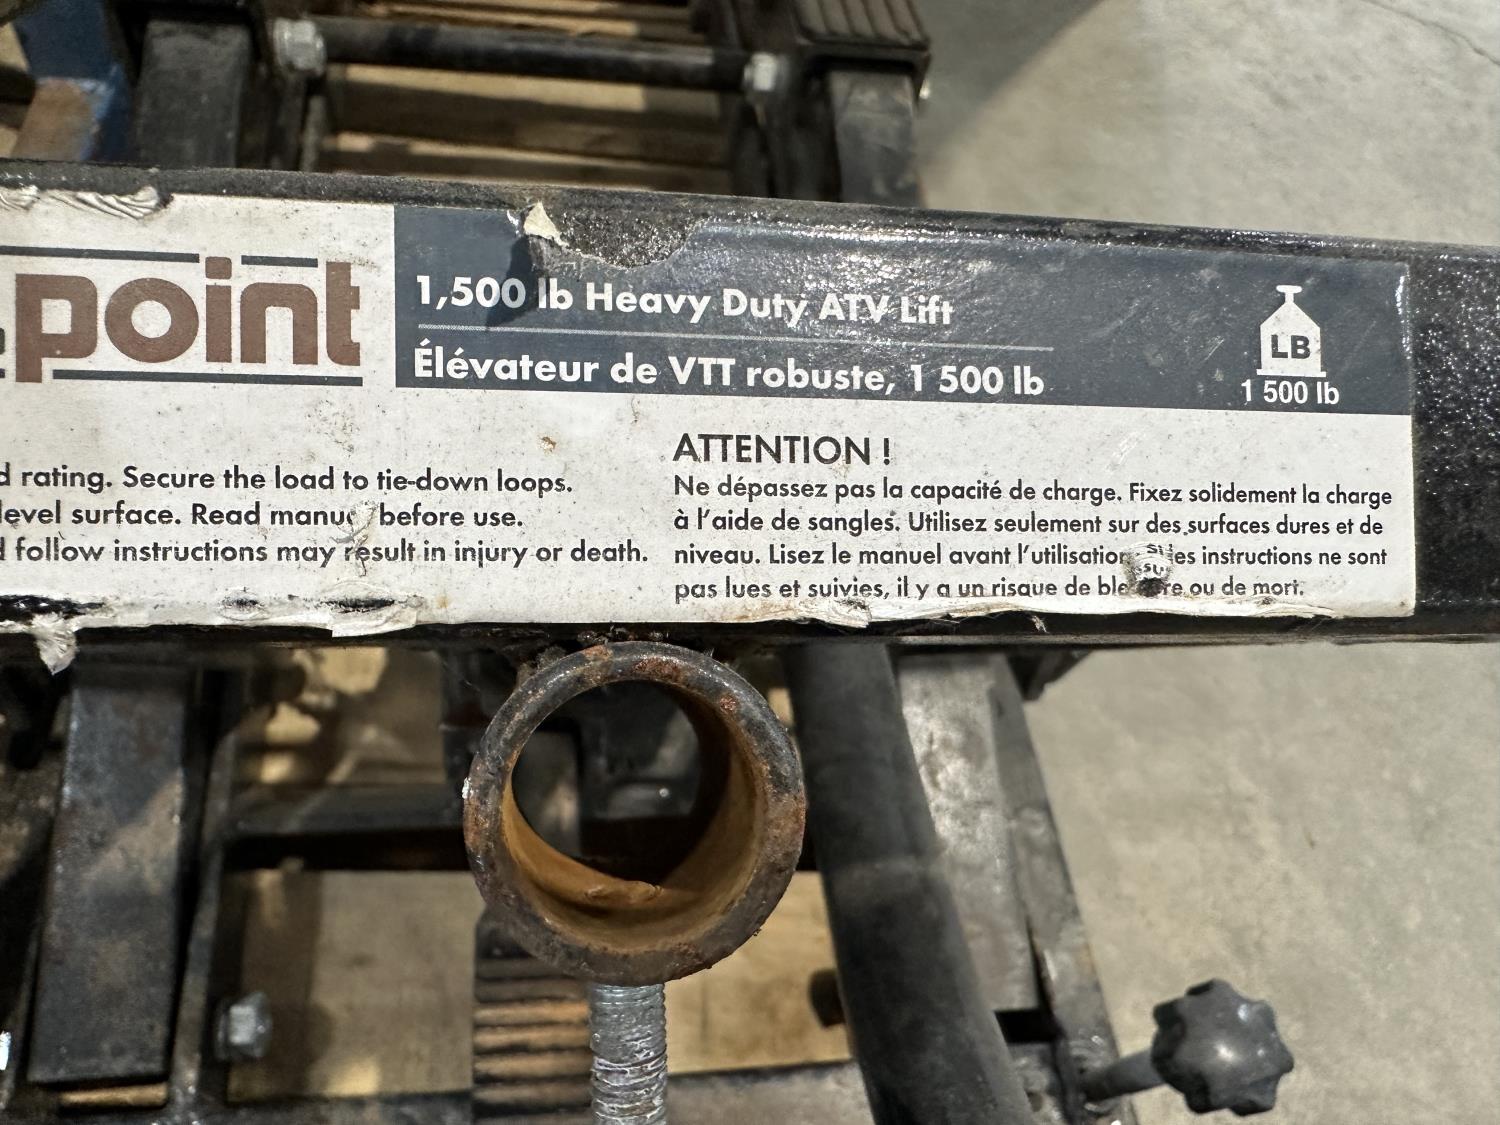 point
1,500 lb Heavy Duty ATV Lift
Élévateur de VTT robuste, 1 500 lb
LB
1 500 lb
rating. Secure the load to tie-down loops.
level surface. Read before use.
follow instructions may result in injury or death.
ATTENTION !
Ne dépassez pas la capacité de charge. Fixez solidement la charge
à l'aide de sangles. Utilisez seulement sur des surfaces dures et de
niveau. Lisez le manuel avant l'utilisation. instructions ne sont
pas lues et suivies, il y a un risque de ou de mort.